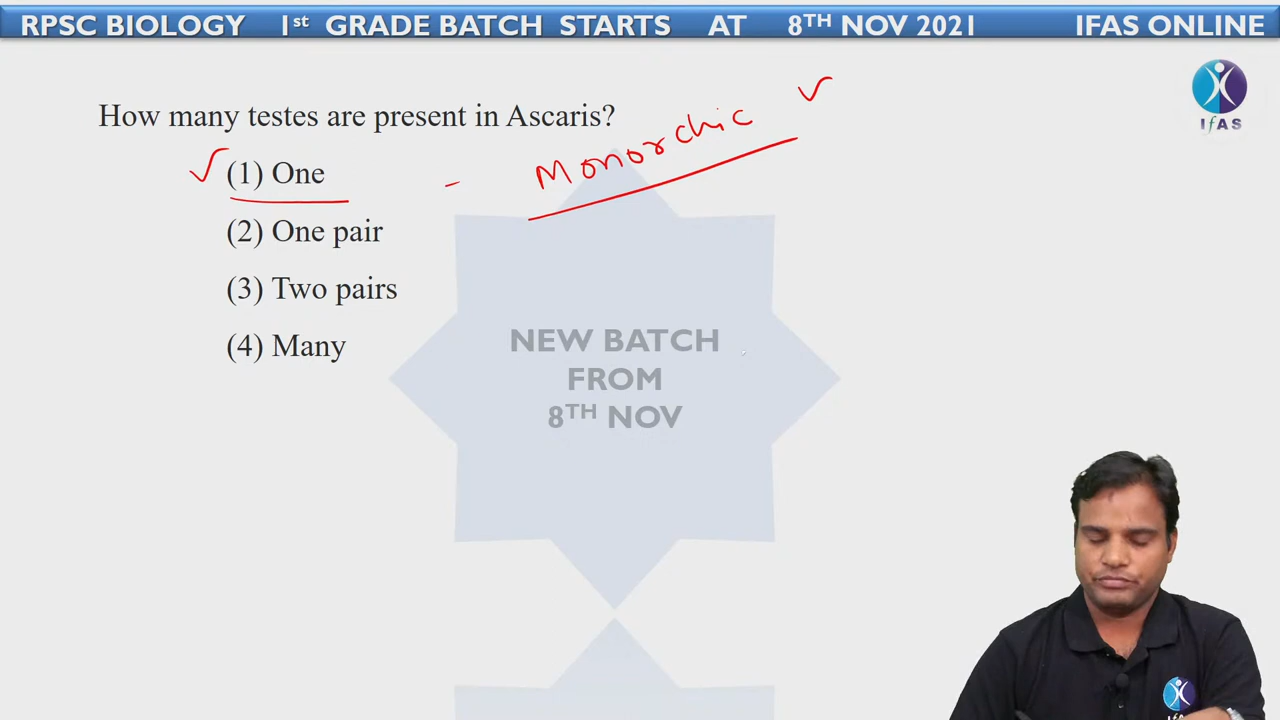 RPSC BIOLOGY 1st GRADE BATCH STARTS AT 8TH NOV 2021 IFAS ONLINE
IfAS
How many testes are present in Ascaris?
Monorchic
(1) One
(2) One pair
(3) Two pairs
(4) Many
NEW BATCH
FROM
8TH NOV